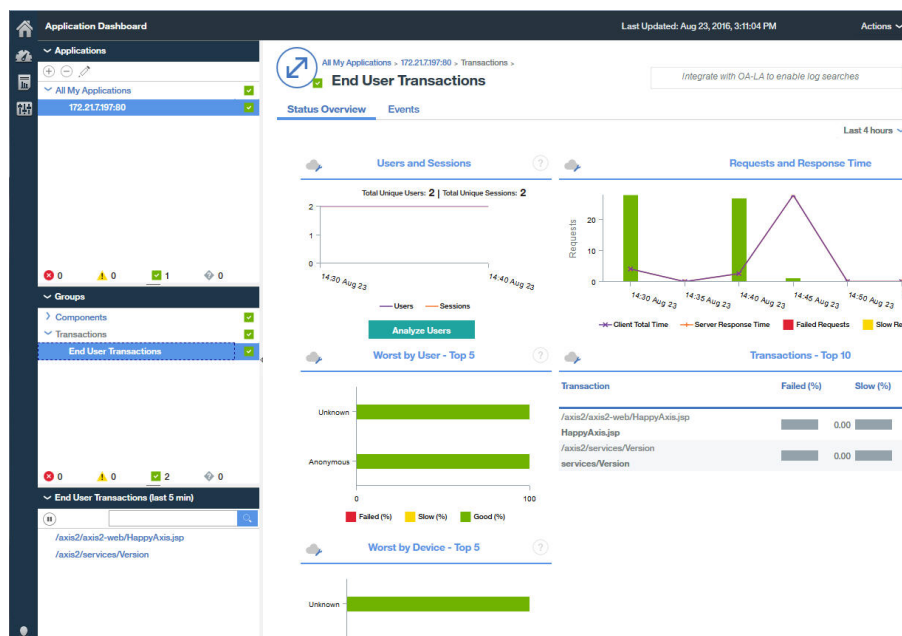 Application Dashboard
Last Updated: Aug 23, 2016, 3:11:04 PM
Actions
Applications
All My Applications
172.21.7.197:80
0 0 1 0
Groups
Components
Transactions
End User Transactions
0 0 2 0
End User Transactions (last 5 min)
/axis2/axis2-web/HappyAxis.jsp
/axis2/services/Version
All My Applications > 172.21.7.197:80 > Transactions >
End User Transactions
Integrate with OA-LA to enable log searches
Status Overview Events
Last 4 hours
Users and Sessions ?
Total Unique Users: 2 | Total Unique Sessions: 2
2
1
0
14:30 Aug 23 14:40 Aug 23
Users Sessions
Analyze Users
Requests and Response Time
Requests
20
10
0
14:30 Aug 23 14:35 Aug 23 14:40 Aug 23 14:45 Aug 23 14:50 Aug 23
Client Total Time Server Response Time Failed Requests Slow Re
Worst by User - Top 5 ?
Unknown
Anonymous
0 100
Failed (%) Slow (%) Good (%)
Transactions - Top 10
Transaction Failed (%) Slow (%)
/axis2/axis2-web/HappyAxis.jsp
HappyAxis.jsp 0.00
/axis2/services/Version
services/Version 0.00
Worst by Device - Top 5 ?
Unknown